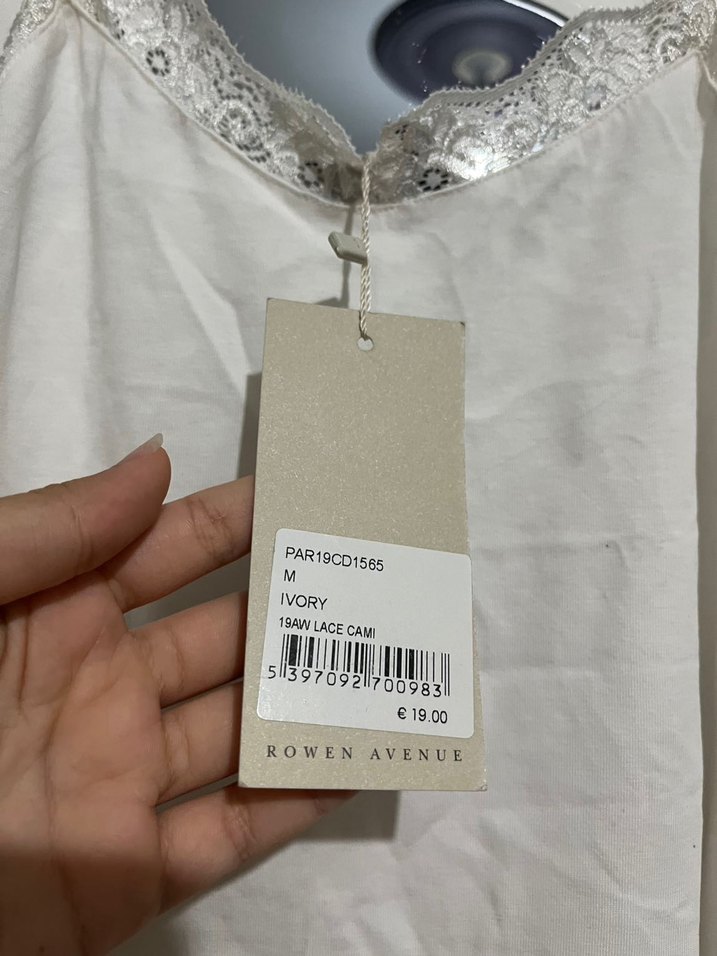 PAR19CD1565
M
IVORY
19AW LACE CAMI
5 397092 700983
€ 19.00
ROWEN AVENUE